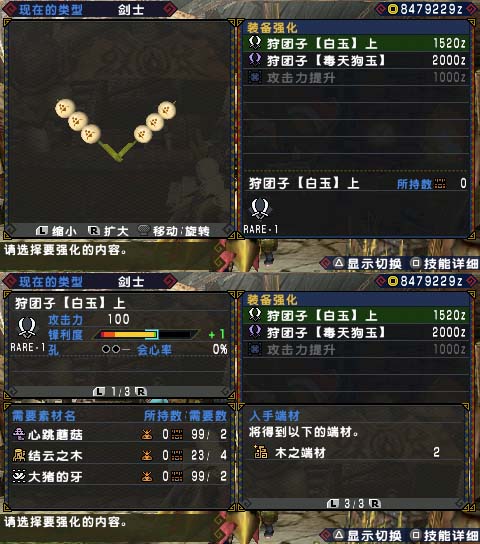 现在的类型 剑士
8479229z
装备强化
狩团子【白玉】上 1520z
狩团子【毒天狗玉】 2000z
攻击力提升 1000z
狩团子【白玉】上 所持数 0
RARE-1
L 缩小 R 扩大 移动/旋转
请选择要强化的内容。
△显示切换 □技能详细
现在的类型 剑士
8479229z
狩团子【白玉】上
攻击力 100
RARE-1
锋利度 +1
孔 ○○— 会心率 0%
L 1/3 R
装备强化
狩团子【白玉】上 1520z
狩团子【毒天狗玉】 2000z
攻击力提升 1000z
需要素材名 所持数/需要数
心跳蘑菇 0 99/ 2
结云之木 0 23/ 4
大猪的牙 0 99/ 2
入手端材
将得到以下的端材。
木之端材 2
L 3/3 R
请选择要强化的内容。
△显示切换 □技能详细